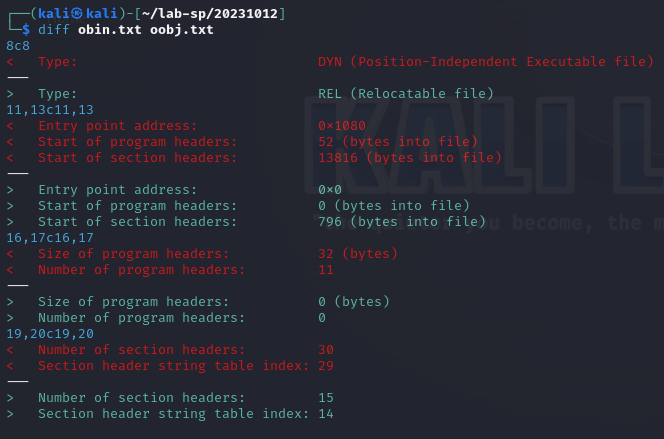 ┌──(kali㉿kali)-[~/lab-sp/20231012]
└─$ diff obin.txt oobj.txt
8c8
<   Type:                              DYN (Position-Independent Executable file)
---
>   Type:                              REL (Relocatable file)
11,13c11,13
<   Entry point address:               0x1080
<   Start of program headers:          52 (bytes into file)
<   Start of section headers:          13816 (bytes into file)
---
>   Entry point address:               0x0
>   Start of program headers:          0 (bytes into file)
>   Start of section headers:          796 (bytes into file)
16,17c16,17
<   Size of program headers:           32 (bytes)
<   Number of program headers:         11
---
>   Size of program headers:           0 (bytes)
>   Number of program headers:         0
19,20c19,20
<   Number of section headers:         30
<   Section header string table index: 29
---
>   Number of section headers:         15
>   Section header string table index: 14
KALI L
you become, the m